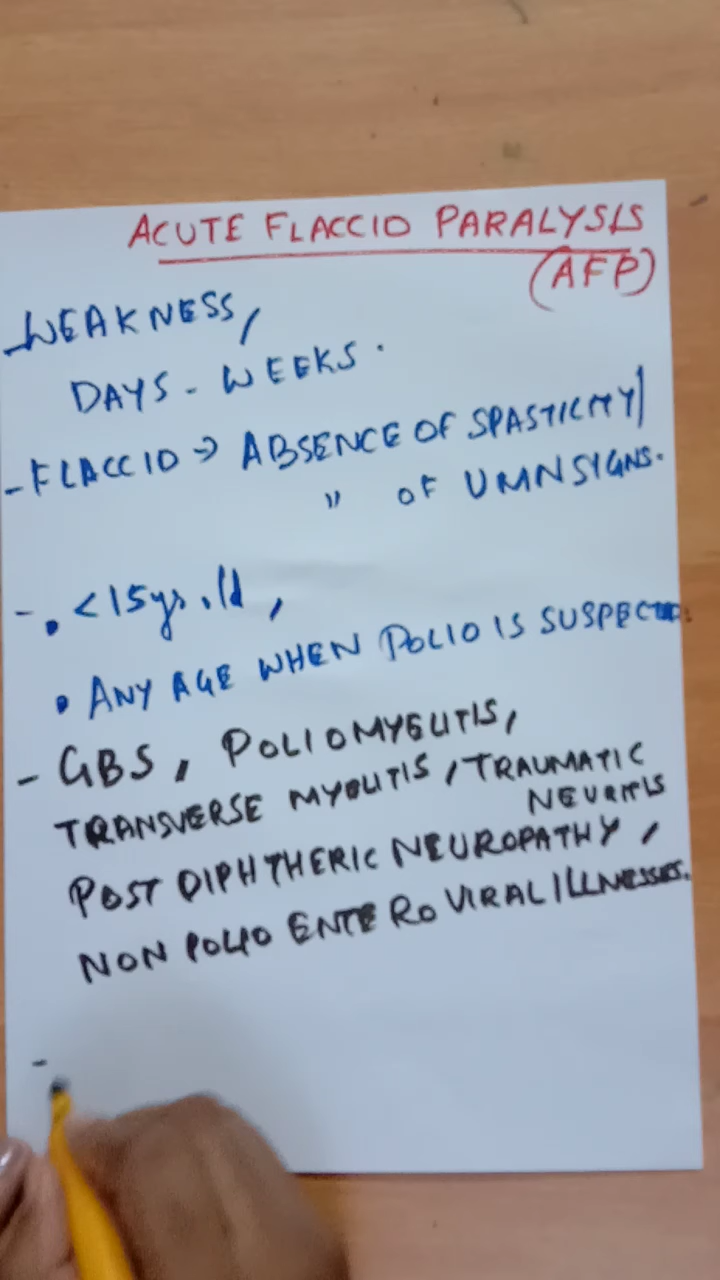 ACUTE FLACCID PARALYSIS
(AFP)
- WEAKNESS,
DAYS - WEEKS.
- FLACCID → ABSENCE OF SPASTICITY/
" OF UMN SIGNS.
- • <15yr. old,
• ANY AGE WHEN POLIO IS SUSPECTED.
- GBS, POLIOMYELITIS,
TRANSVERSE MYELITIS, TRAUMATIC
NEURITIS
POST DIPHTHERIC NEUROPATHY,
NON POLIO ENTERO VIRAL ILLNESSES.
-